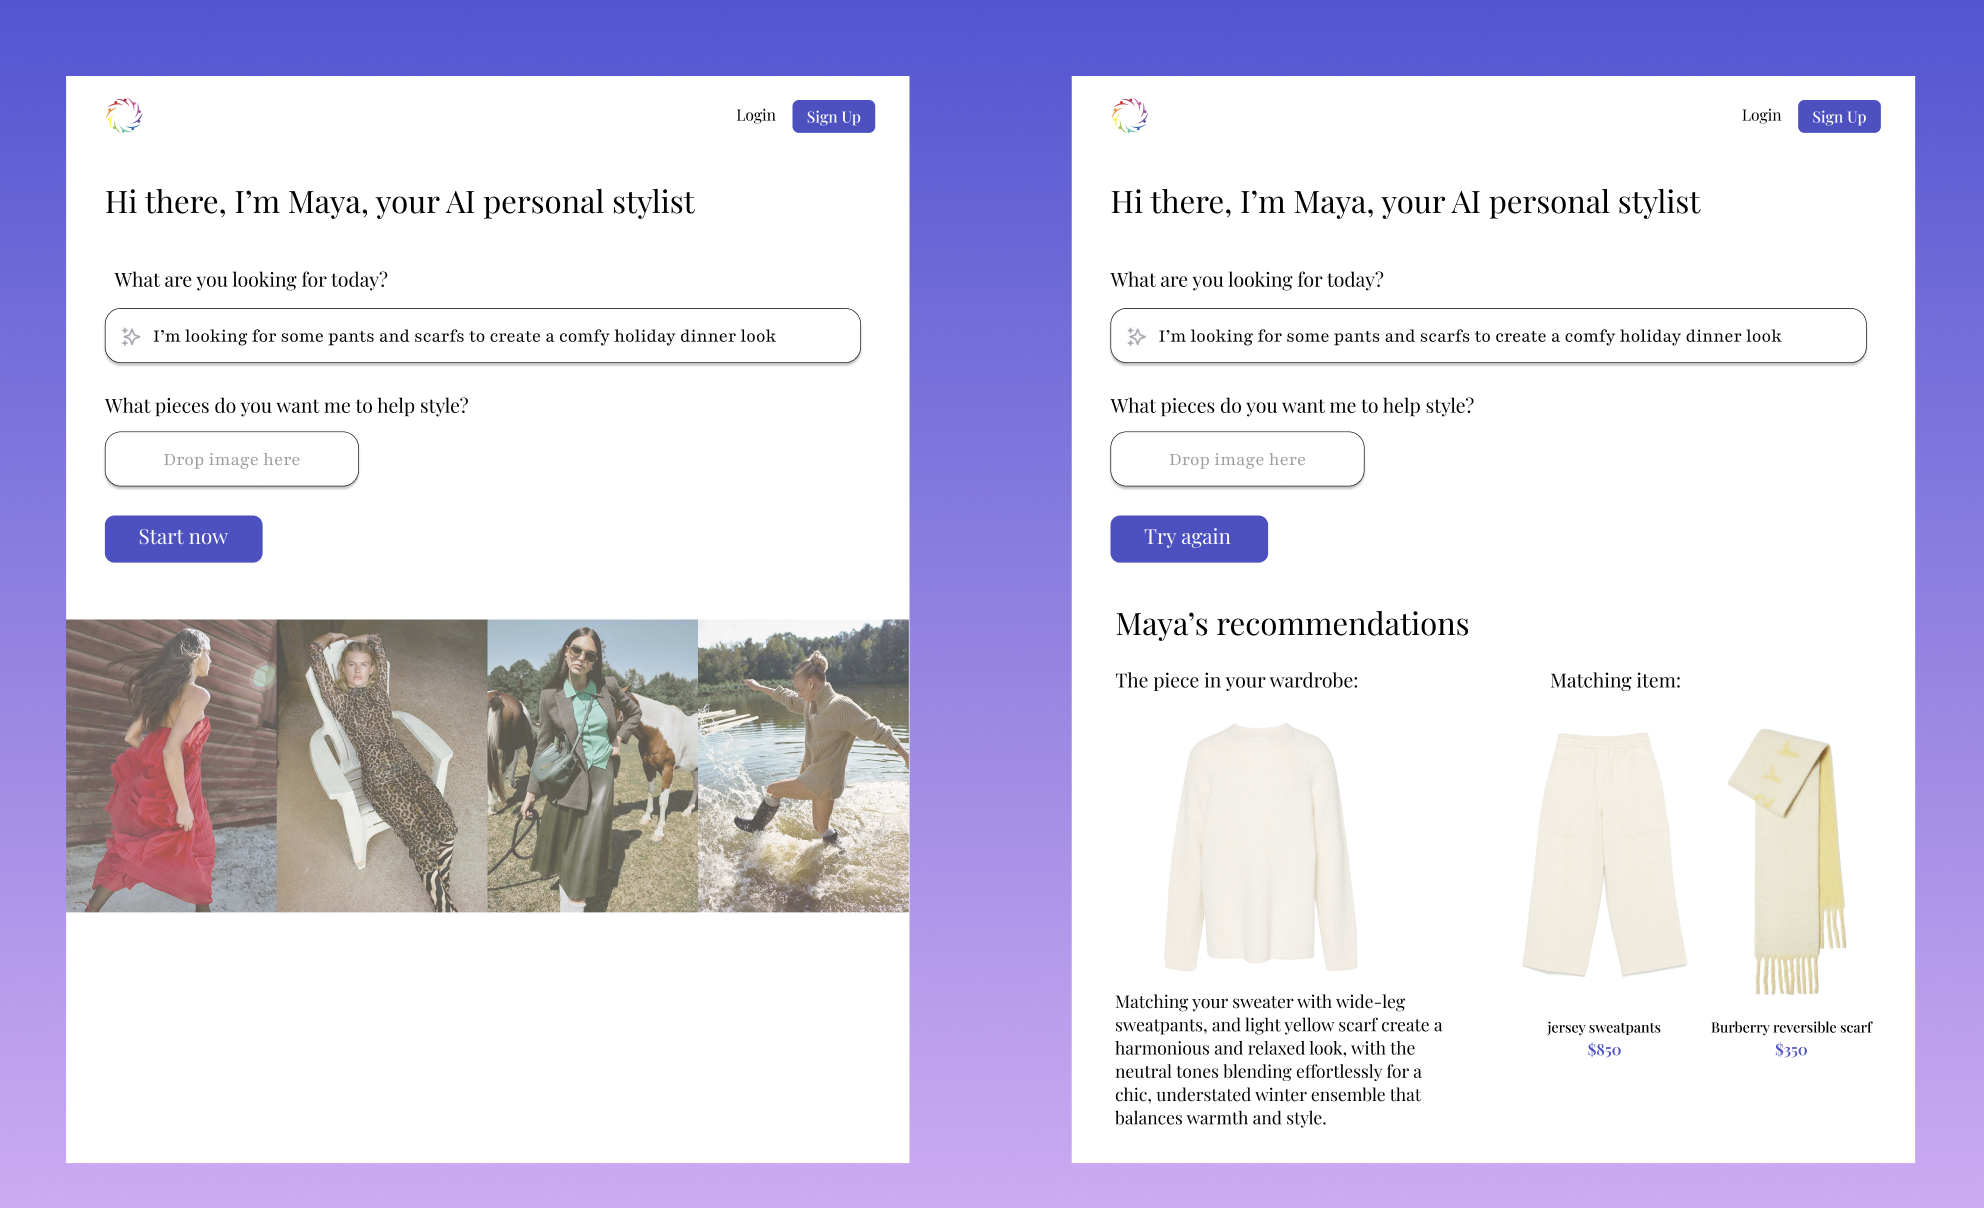 Login
Sign Up
Hi there, I’m Maya, your AI personal stylist
What are you looking for today?
I’m looking for some pants and scarfs to create a comfy holiday dinner look
What pieces do you want me to help style?
Drop image here
Start now
Login
Sign Up
Hi there, I’m Maya, your AI personal stylist
What are you looking for today?
I’m looking for some pants and scarfs to create a comfy holiday dinner look
What pieces do you want me to help style?
Drop image here
Try again
Maya’s recommendations
The piece in your wardrobe:
Matching your sweater with wide-leg
sweatpants, and light yellow scarf create a
harmonious and relaxed look, with the
neutral tones blending effortlessly for a
chic, understated winter ensemble that
balances warmth and style.
Matching item:
jersey sweatpants
$850
Burberry reversible scarf
$350